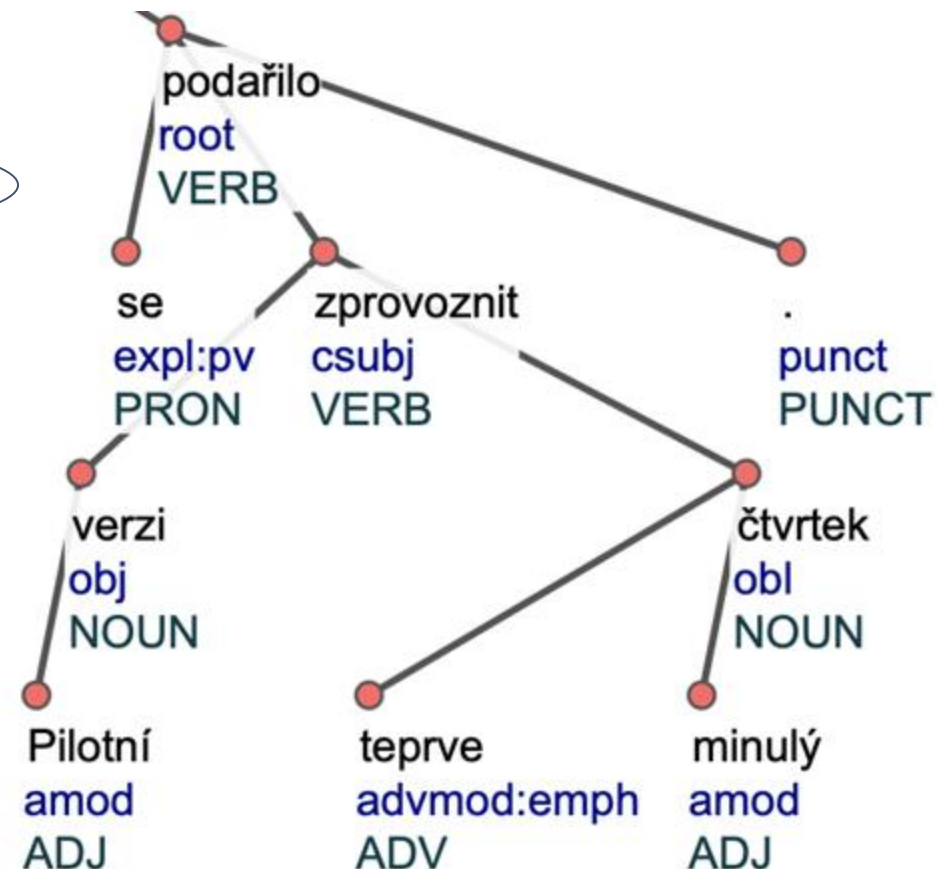 podařilo
root
VERB
se
expl:pv
PRON
zprovoznit
csubj
VERB
.
punct
PUNCT
verzi
obj
NOUN
čtvrtek
obl
NOUN
Pilotní
amod
ADJ
teprve
advmod:emph
ADV
minulý
amod
ADJ